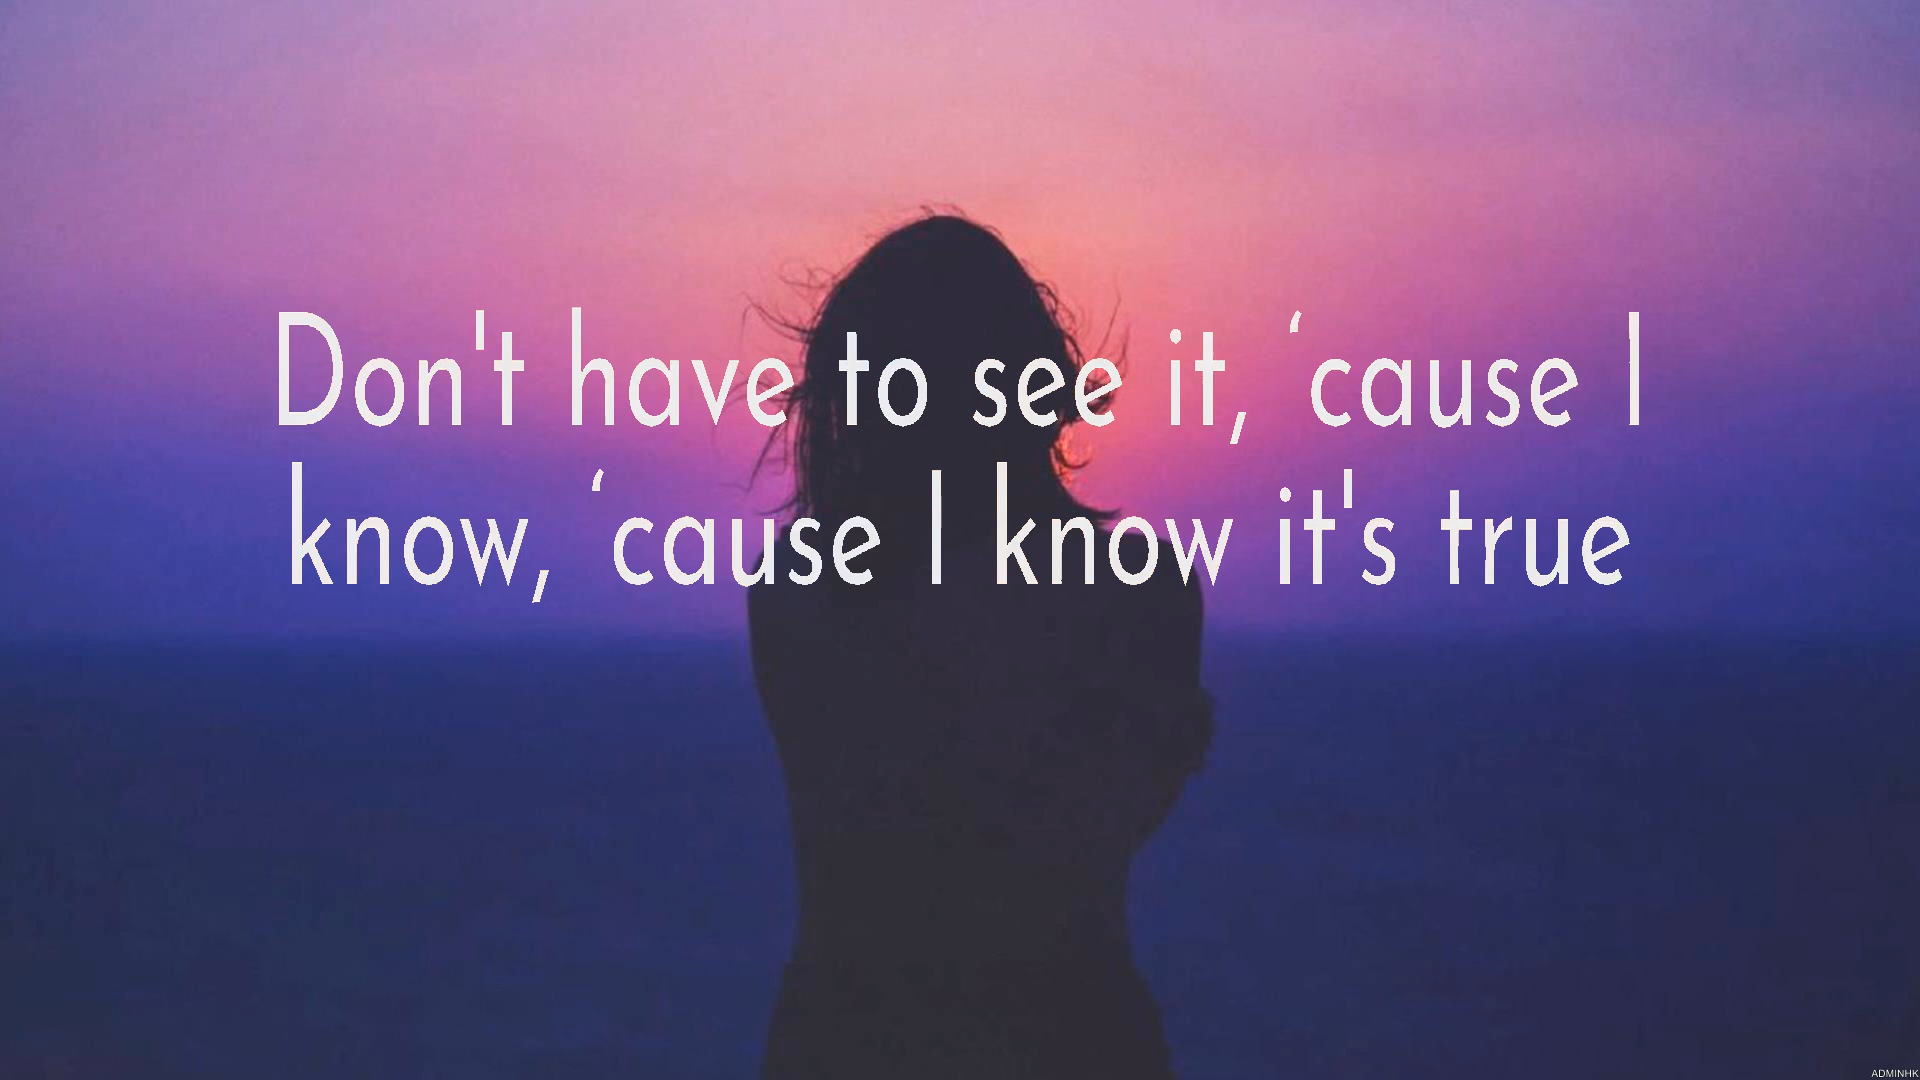 Don't have to see it, ‘cause I
know, ‘cause I know it's true
ADMINHK